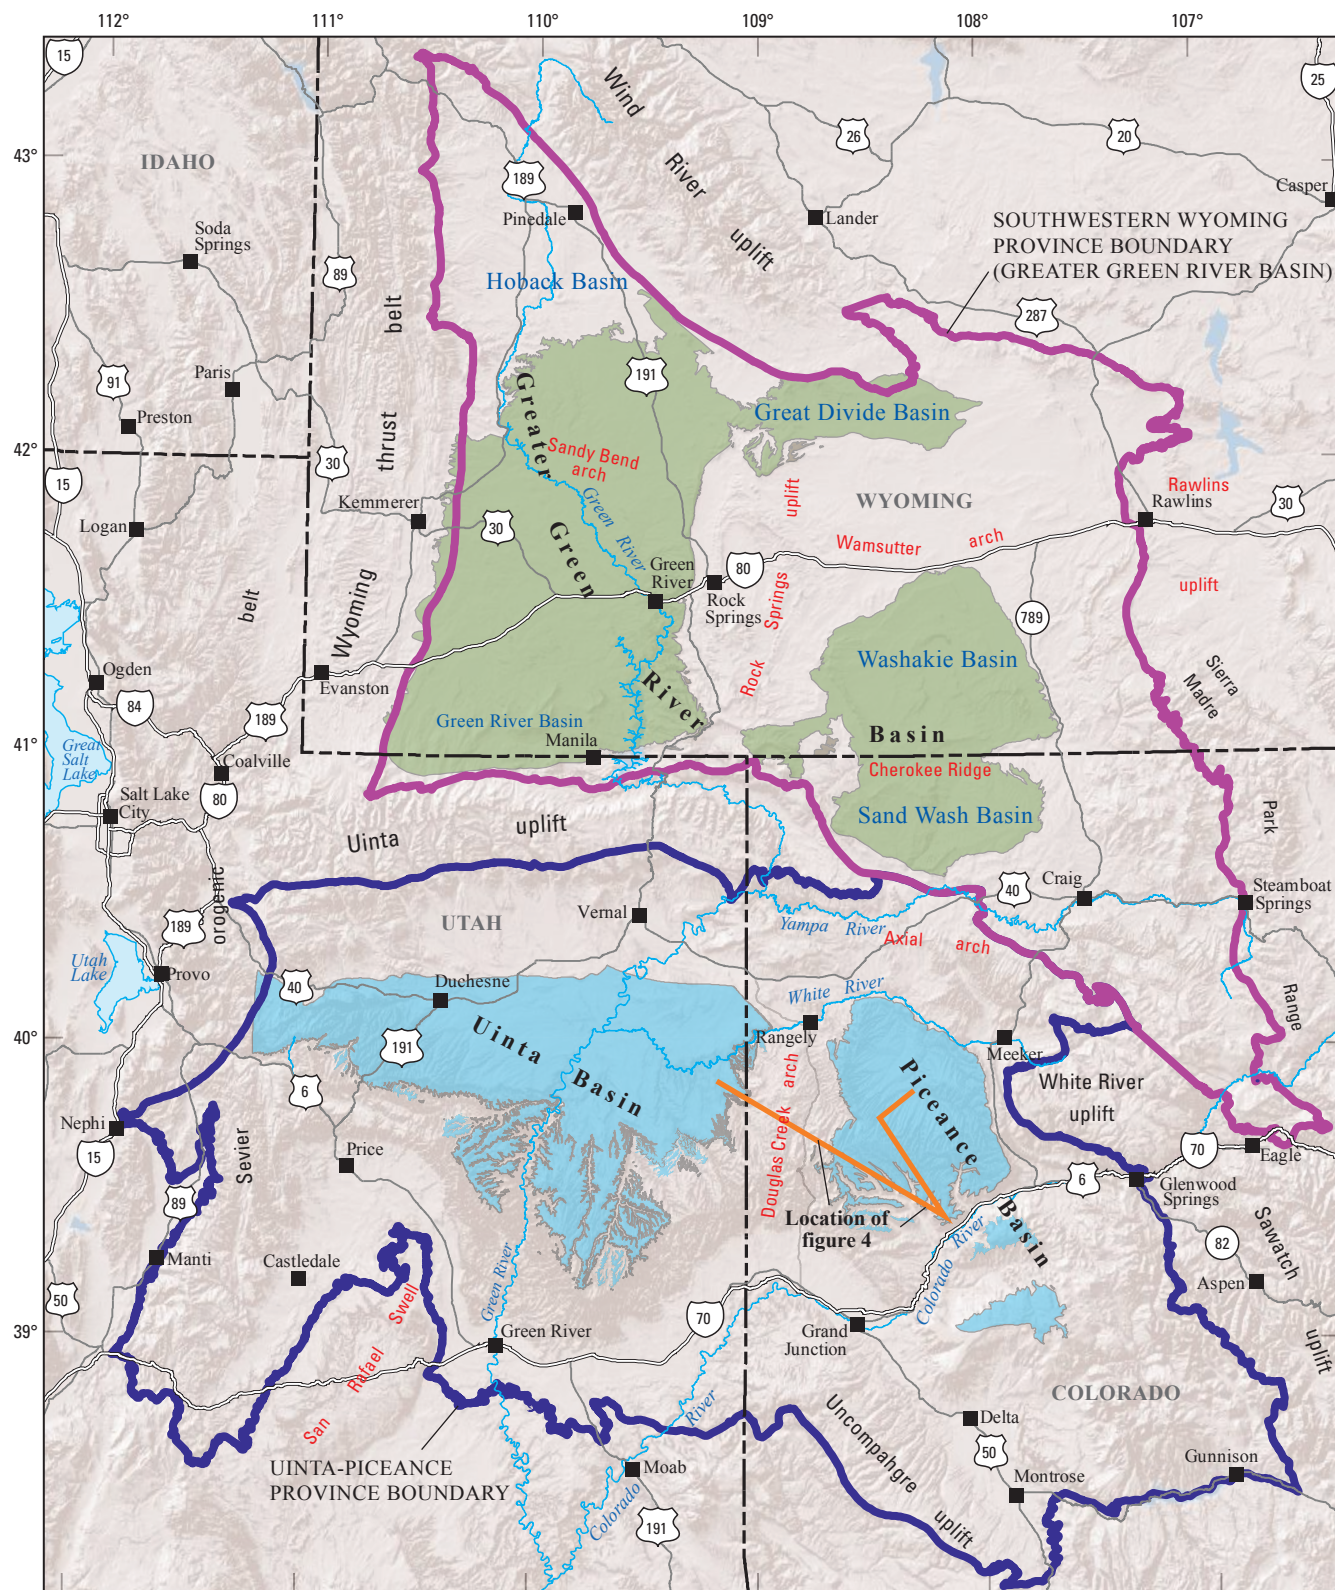 112°
111°
110°
109°
108°
107°
15
25
Wind
River
uplift
26
20
43°
IDAHO
189
Casper
Pinedale
Lander
SOUTHWESTERN WYOMING
PROVINCE BOUNDARY
(GREATER GREEN RIVER BASIN)
Soda
Springs
89
Hoback Basin
belt
287
191
91
Paris
Greater
Great Divide Basin
Preston
42°
thrust
Sandy Bend
arch
30
15
Kemmerer
Green
River
uplift
WYOMING
Rawlins
Rawlins
30
Logan
30
Wamsutter arch
Green
Green
River
80
Rock
Springs
Wyoming
belt
Springs
uplift
789
Ogden
Evanston
Rock
Washakie Basin
Sierra
Madre
84
189
River
Green River Basin
Basin
41°
Great
Salt
Lake
Manila
Coalville
Cherokee Ridge
80
Salt Lake
City
Sand Wash Basin
Park
Uinta
uplift
orogenic
40
Craig
Steamboat
Springs
189
UTAH
Vernal
Yampa River
Axial arch
Utah
Lake
Provo
40
Duchesne
White River
Range
40°
Uinta
Basin
Rangely
191
Meeker
6
arch
Piceance
White River
uplift
Nephi
15
Price
Sevier
Douglas Creek
70
Eagle
89
6
Glenwood
Springs
Location of
figure 4
Basin
Sawatch
Manti
Castledale
Colorado River
82
Aspen
50
Green River
39°
Swell
Green River
70
Grand
Junction
uplift
Rafael
San
River
COLORADO
Uncompahgre
Delta
UINTA-PICEANCE
PROVINCE BOUNDARY
Moab
50
Gunnison
Montrose
Colorado
191
uplift